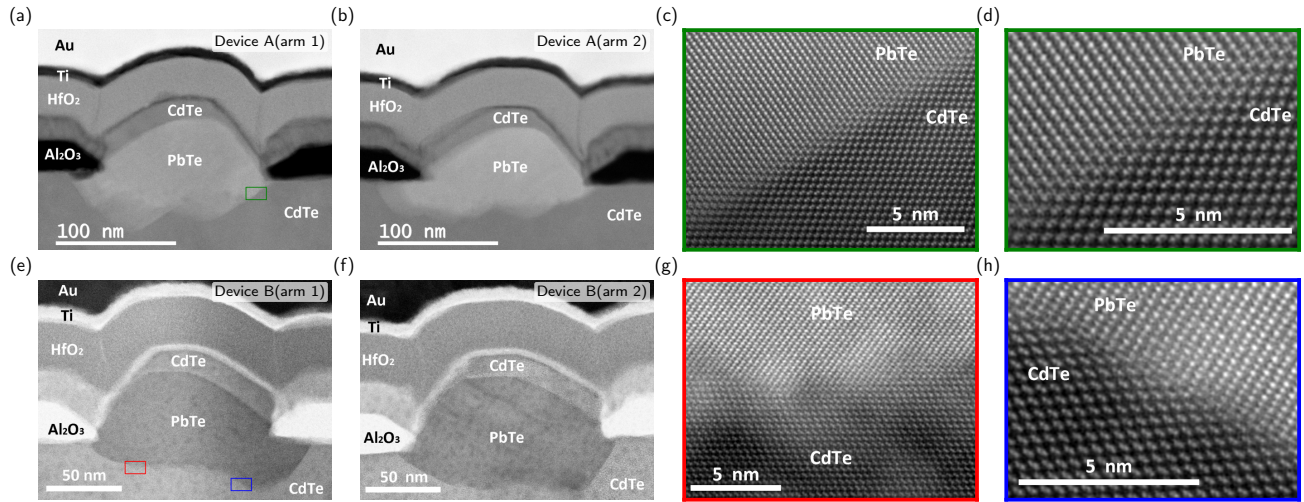 (a)
Device A(arm 1)
Au
Ti
HfO₂
CdTe
Al₂O₃
PbTe
CdTe
100 nm
(b)
Device A(arm 2)
Au
Ti
HfO₂
CdTe
Al₂O₃
PbTe
CdTe
100 nm
(c)
PbTe
CdTe
5 nm
(d)
PbTe
CdTe
5 nm
(e)
Device B(arm 1)
Au
Ti
HfO₂
CdTe
PbTe
Al₂O₃
50 nm
CdTe
(f)
Device B(arm 2)
Au
Ti
HfO₂
CdTe
Al₂O₃
PbTe
50 nm
CdTe
(g)
PbTe
CdTe
5 nm
(h)
PbTe
CdTe
5 nm